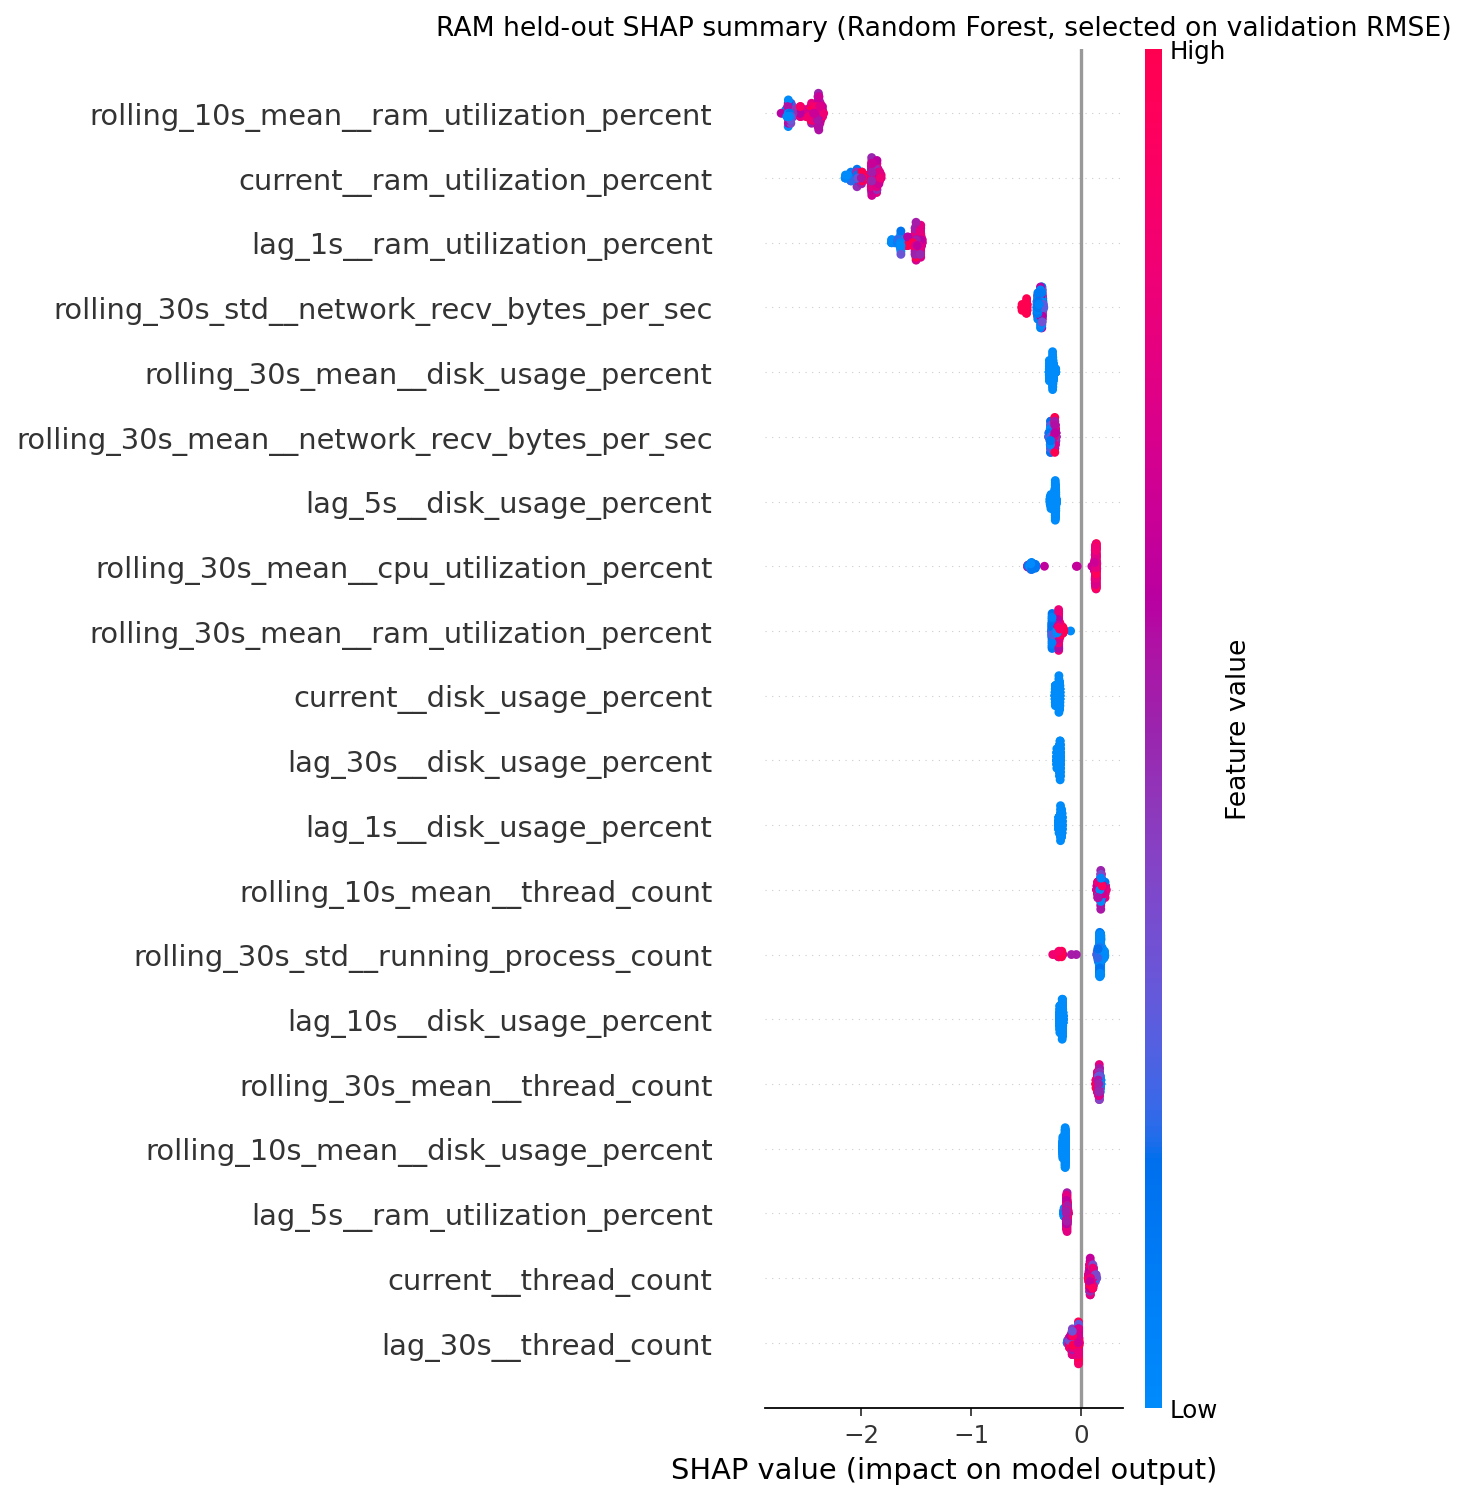 RAM held-out SHAP summary (Random Forest, selected on validation RMSE)
High
rolling_10s_mean__ram_utilization_percent
current__ram_utilization_percent
lag_1s__ram_utilization_percent
rolling_30s_std__network_recv_bytes_per_sec
rolling_30s_mean__disk_usage_percent
rolling_30s_mean__network_recv_bytes_per_sec
lag_5s__disk_usage_percent
rolling_30s_mean__cpu_utilization_percent
rolling_30s_mean__ram_utilization_percent
current__disk_usage_percent
lag_30s__disk_usage_percent
lag_1s__disk_usage_percent
rolling_10s_mean__thread_count
rolling_30s_std__running_process_count
lag_10s__disk_usage_percent
rolling_30s_mean__thread_count
rolling_10s_mean__disk_usage_percent
lag_5s__ram_utilization_percent
current__thread_count
lag_30s__thread_count
Feature value
Low
−2 −1 0
SHAP value (impact on model output)